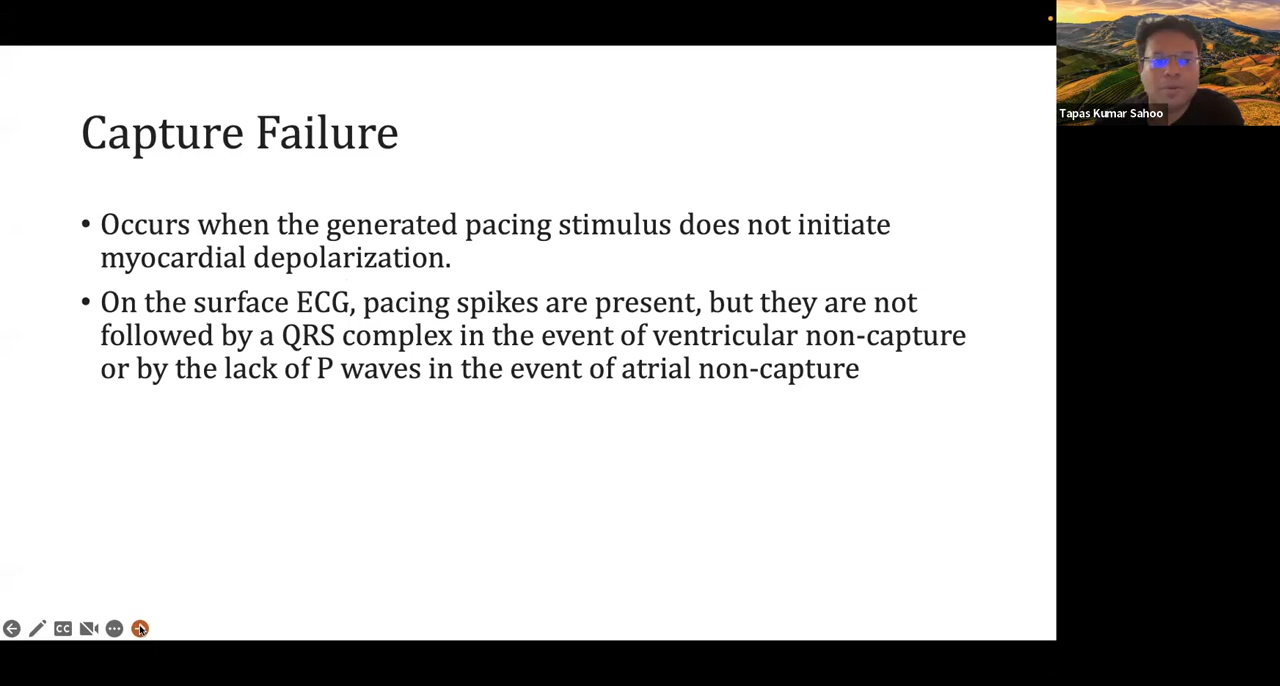 Capture Failure
• Occurs when the generated pacing stimulus does not initiate
myocardial depolarization.
• On the surface ECG, pacing spikes are present, but they are not
followed by a QRS complex in the event of ventricular non-capture
or by the lack of P waves in the event of atrial non-capture
Tapas Kumar Sahoo
CC